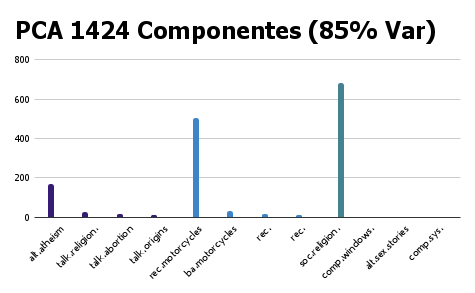 PCA 1424 Componentes (85% Var)
800
600
400
200
0
alt.atheism
talk.religion.
talk.abortion
talk.origins
rec.motorcycles
ba.motorcycles
rec.
rec.
soc.religion.
comp.windows.
alt.sex.stories
comp.sys.